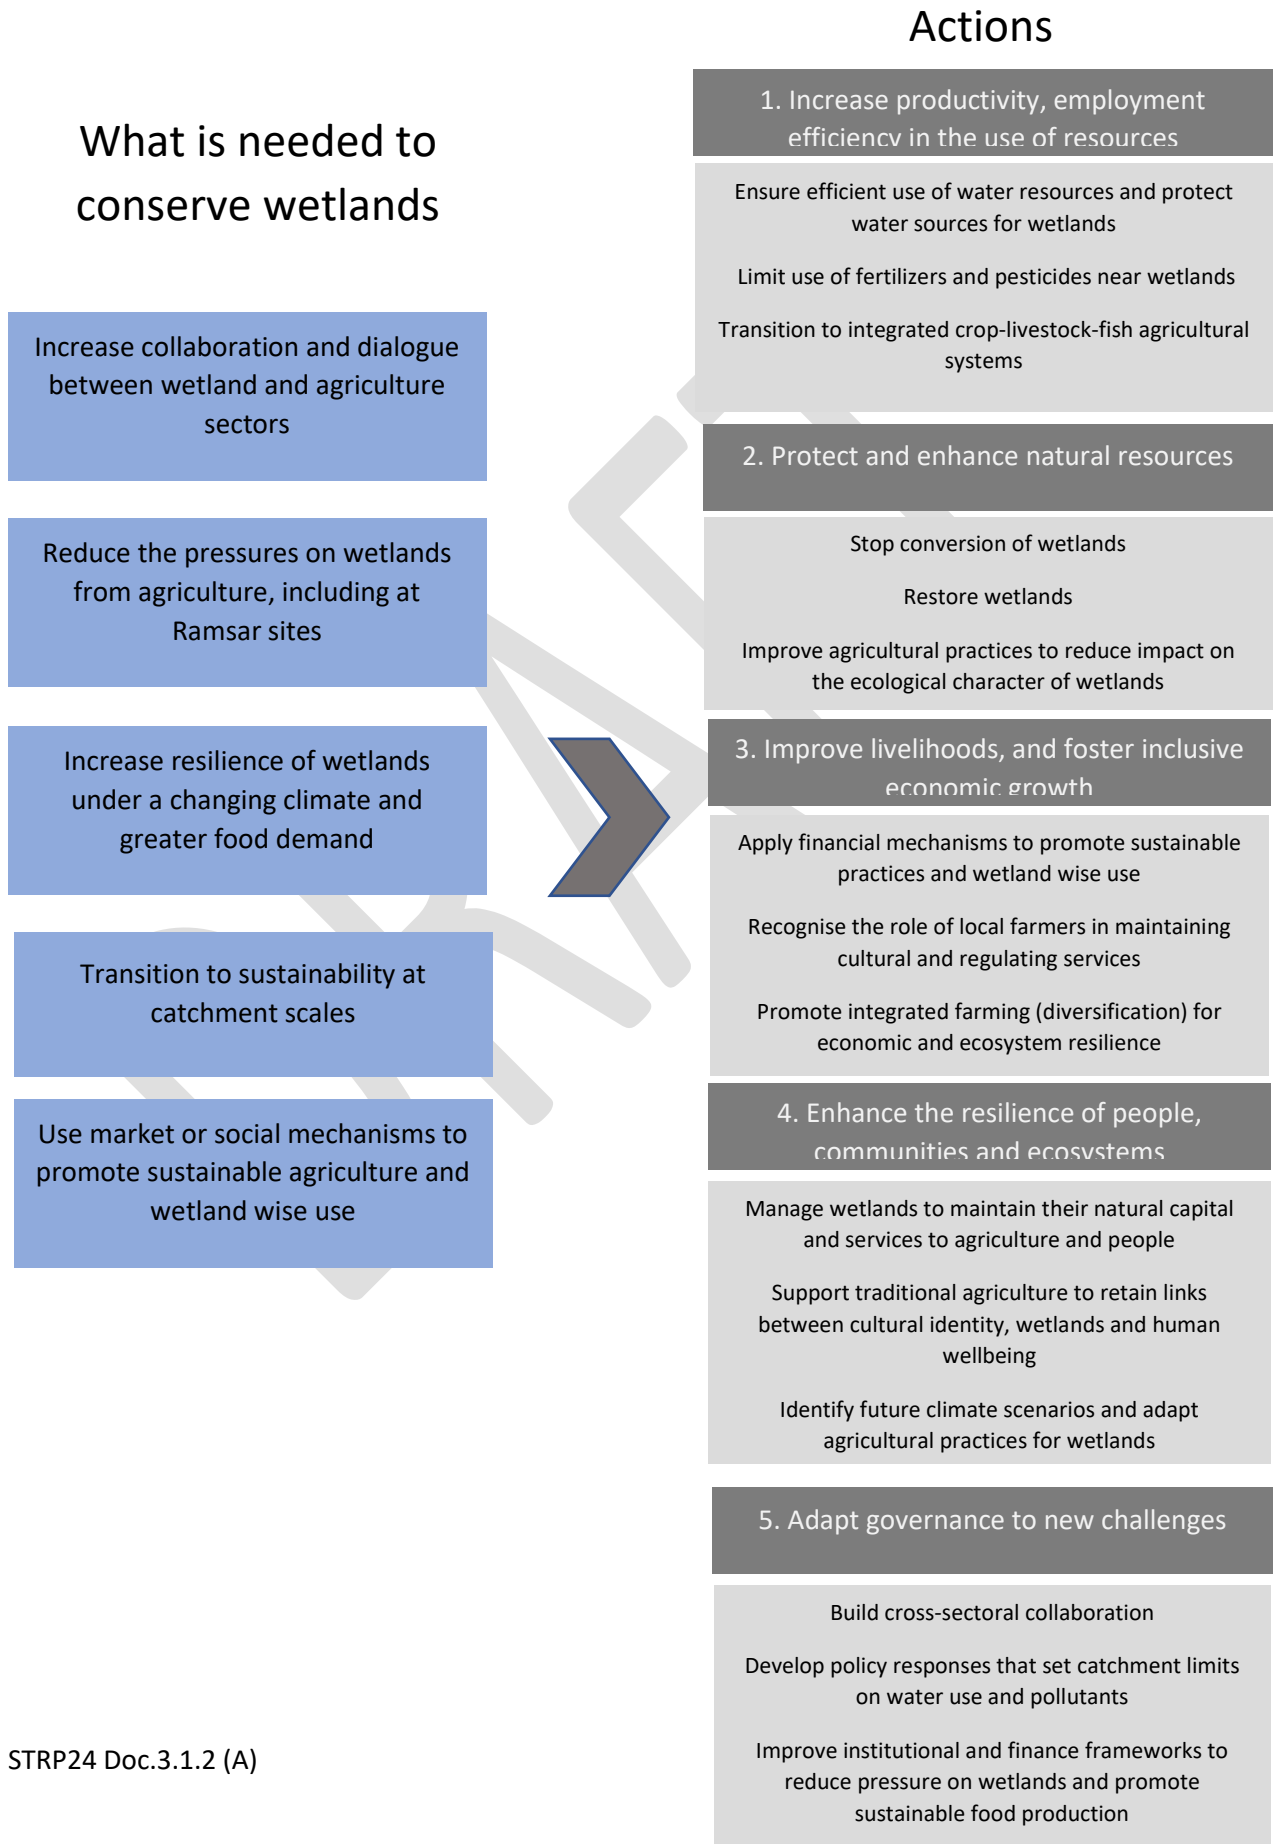 What is needed to
conserve wetlands
Increase collaboration and dialogue
between wetland and agriculture
sectors
Reduce the pressures on wetlands
from agriculture, including at
Ramsar sites
Increase resilience of wetlands
under a changing climate and
greater food demand
Transition to sustainability at
catchment scales
Use market or social mechanisms to
promote sustainable agriculture and
wetland wise use
Actions
1. Increase productivity, employment
efficiency in the use of resources
Ensure efficient use of water resources and protect
water sources for wetlands
Limit use of fertilizers and pesticides near wetlands
Transition to integrated crop-livestock-fish agricultural
systems
2. Protect and enhance natural resources
Stop conversion of wetlands
Restore wetlands
Improve agricultural practices to reduce impact on
the ecological character of wetlands
3. Improve livelihoods, and foster inclusive
economic growth
Apply financial mechanisms to promote sustainable
practices and wetland wise use
Recognise the role of local farmers in maintaining
cultural and regulating services
Promote integrated farming (diversification) for
economic and ecosystem resilience
4. Enhance the resilience of people,
communities and ecosystems
Manage wetlands to maintain their natural capital
and services to agriculture and people
Support traditional agriculture to retain links
between cultural identity, wetlands and human
wellbeing
Identify future climate scenarios and adapt
agricultural practices for wetlands
5. Adapt governance to new challenges
Build cross-sectoral collaboration
Develop policy responses that set catchment limits
on water use and pollutants
Improve institutional and finance frameworks to
reduce pressure on wetlands and promote
sustainable food production
STRP24 Doc.3.1.2 (A)
DRAFT